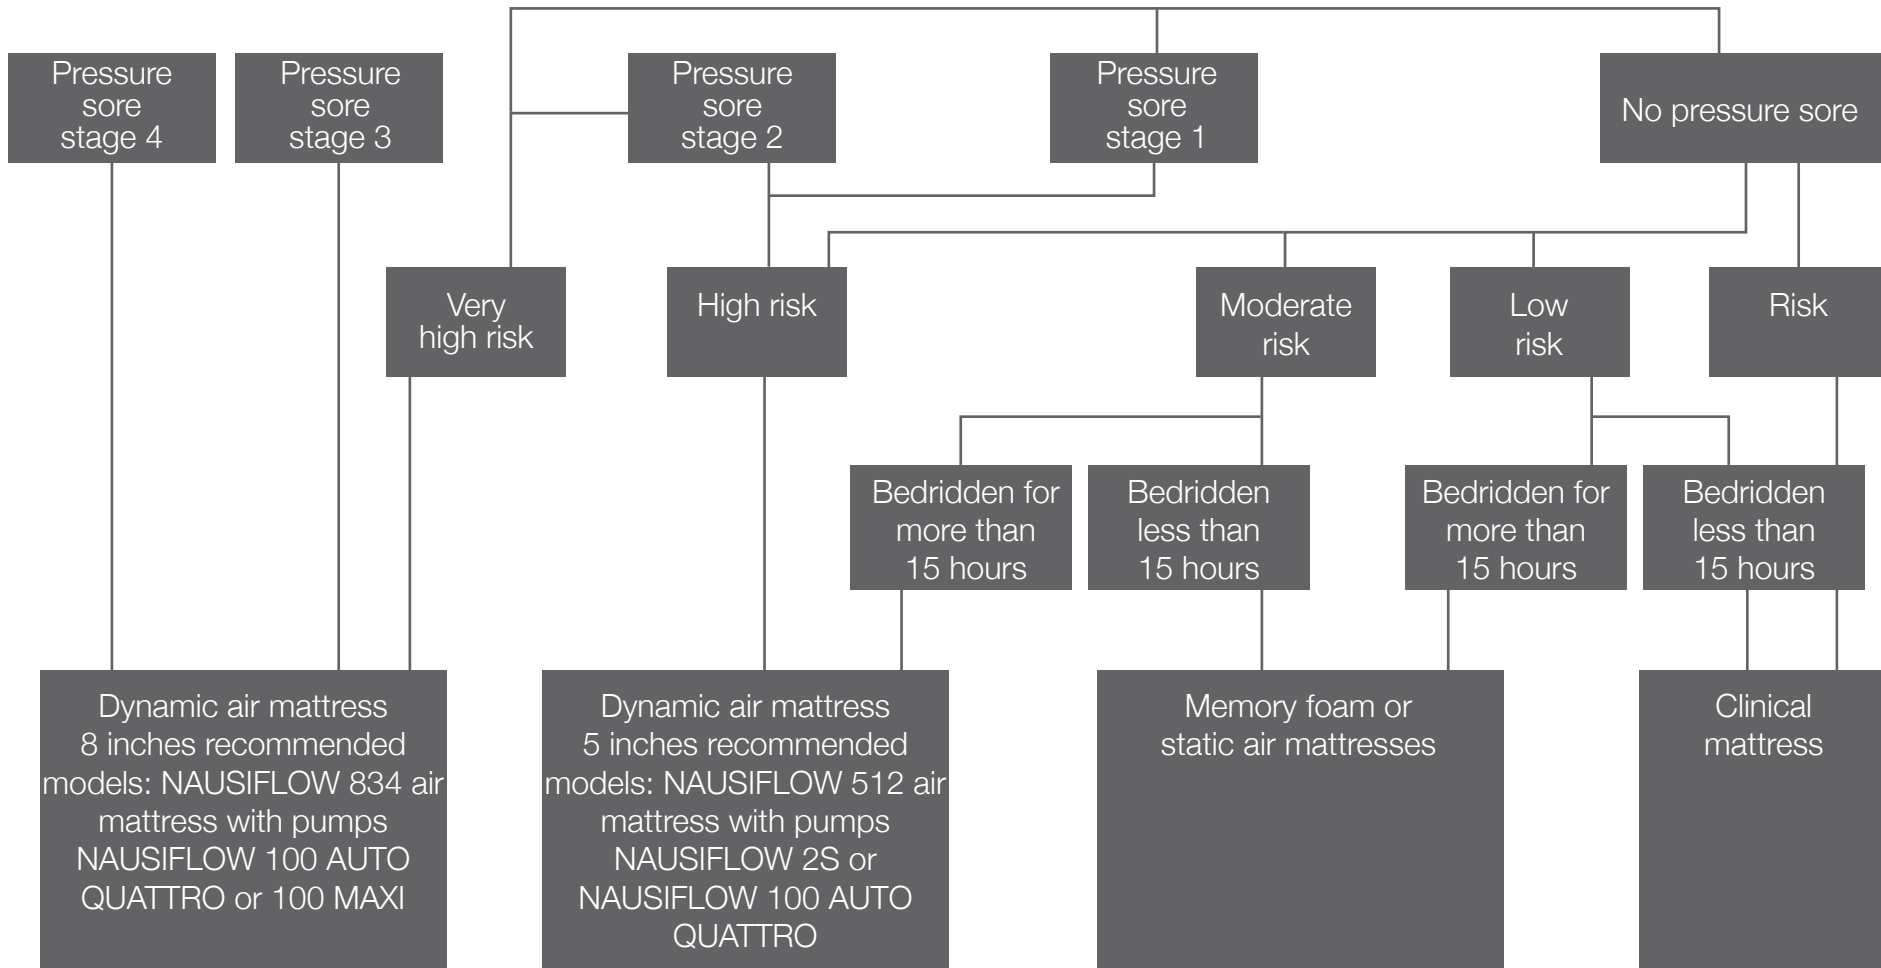 Pressure
sore
stage 4
Pressure
sore
stage 3
Pressure
sore
stage 2
Pressure
sore
stage 1
No pressure sore
Very
high risk
High risk
Moderate
risk
Low
risk
Risk
Bedridden for
more than
15 hours
Bedridden
less than
15 hours
Bedridden for
more than
15 hours
Bedridden
less than
15 hours
Dynamic air mattress
8 inches recommended
models: NAUSIFLOW 834 air
mattress with pumps
NAUSIFLOW 100 AUTO
QUATTRO or 100 MAXI
Dynamic air mattress
5 inches recommended
models: NAUSIFLOW 512 air
mattress with pumps
NAUSIFLOW 2S or
NAUSIFLOW 100 AUTO
QUATTRO
Memory foam or
static air mattresses
Clinical
mattress